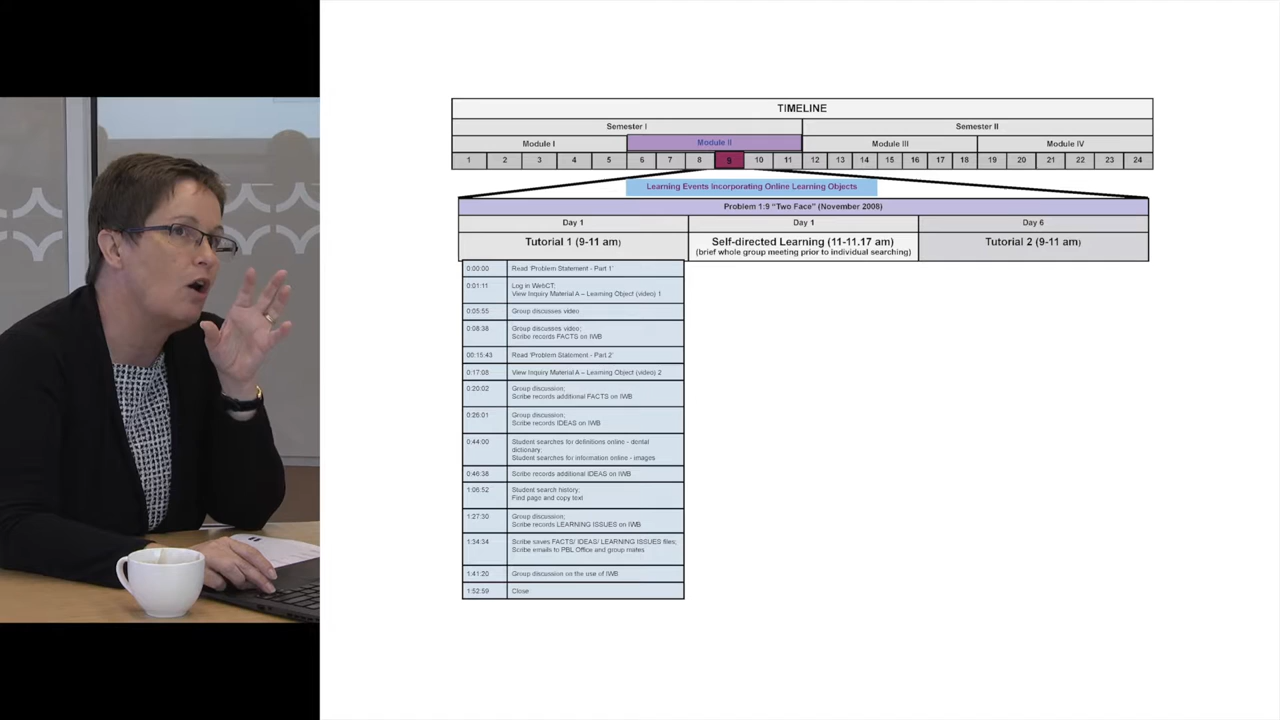 TIMELINE
Semester I
Semester II
Module I
Module II
Module III
Module IV
1 2 3 4 5 6 7 8 9 10 11 12 13 14 15 16 17 18 19 20 21 22 23 24
Learning Events Incorporating Online Learning Objects
Problem 1:9 "Two Face" (November 2008)
Day 1
Day 1
Day 6
Tutorial 1 (9-11 am)
Self-directed Learning (11-11.17 am)
(brief whole group meeting prior to individual searching)
Tutorial 2 (9-11 am)
0:00:00 Read 'Problem Statement - Part 1'
0:01:11 Log in WebCT;
View Inquiry Material A – Learning Object (video) 1
0:05:55 Group discusses video
0:08:38 Group discusses video;
Scribe records FACTS on IWB
00:15:43 Read 'Problem Statement - Part 2'
0:17:08 View Inquiry Material A – Learning Object (video) 2
0:20:02 Group discussion;
Scribe records additional FACTS on IWB
0:26:01 Group discussion;
Scribe records IDEAS on IWB
0:44:00 Student searches for definitions online - dental
dictionary;
Student searches for information online - images
0:46:38 Scribe records additional IDEAS on IWB
1:06:52 Student search history;
Find page and copy text
1:27:30 Group discussion;
Scribe records LEARNING ISSUES on IWB
1:34:34 Scribe saves FACTS/ IDEAS/ LEARNING ISSUES files;
Scribe emails to PBL Office and group mates
1:41:20 Group discussion on the use of IWB
1:52:59 Close